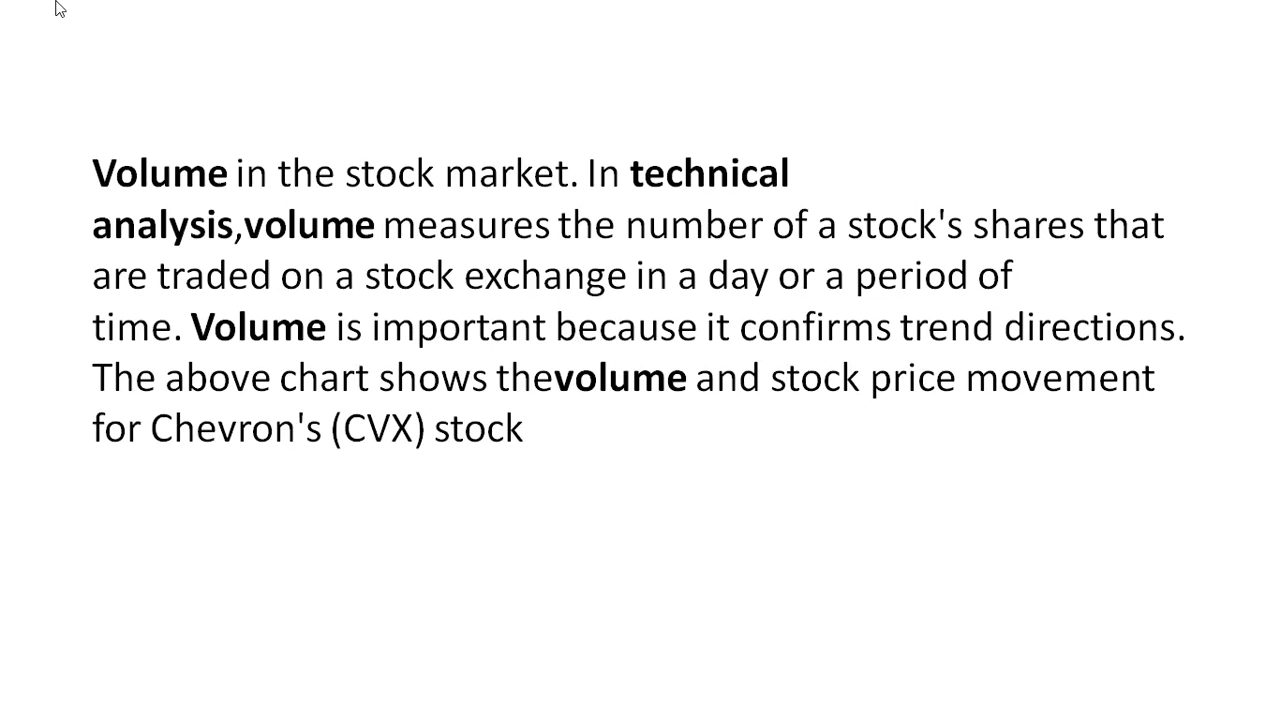 Volume in the stock market. In technical
analysis,volume measures the number of a stock's shares that
are traded on a stock exchange in a day or a period of
time. Volume is important because it confirms trend directions.
The above chart shows thevolume and stock price movement
for Chevron's (CVX) stock